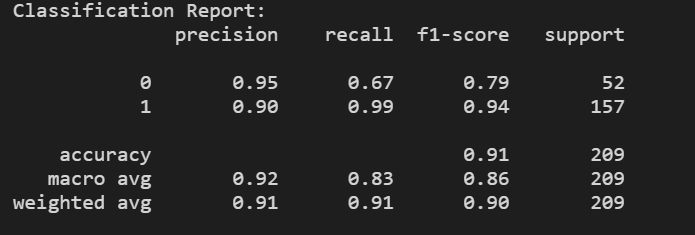 Classification Report:
precision recall f1-score support
0 0.95 0.67 0.79 52
1 0.90 0.99 0.94 157
accuracy 0.91 209
macro avg 0.92 0.83 0.86 209
weighted avg 0.91 0.91 0.90 209